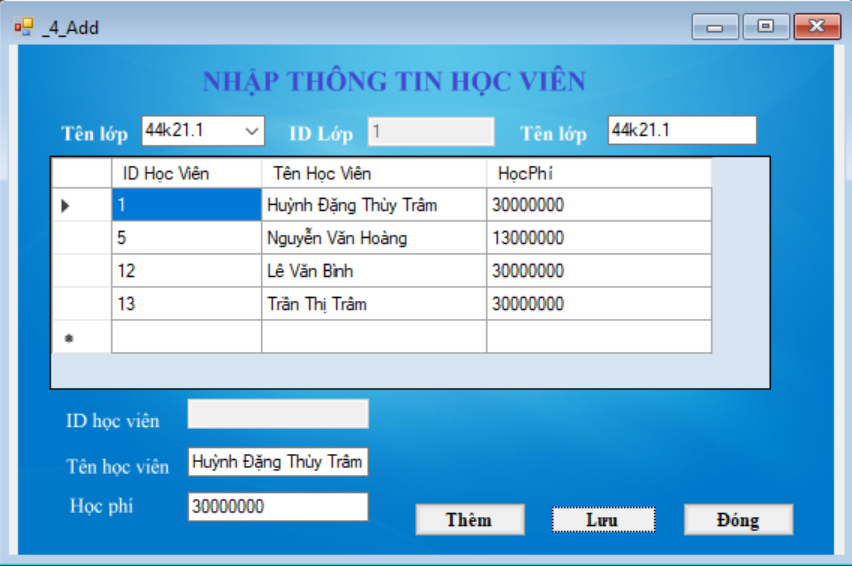 _4_Add
NHẬP THÔNG TIN HỌC VIÊN
Tên lớp 44k21.1 ID Lớp 1 Tên lớp 44k21.1
ID Học Viên Tên Học Viên HọcPhí
1 Huỳnh Đặng Thùy Trâm 30000000
5 Nguyễn Văn Hoàng 13000000
12 Lê Văn Bình 30000000
13 Trần Thị Trâm 30000000
ID học viên
Tên học viên Huỳnh Đặng Thùy Trâm
Học phí 30000000
Thêm Lưu Đóng